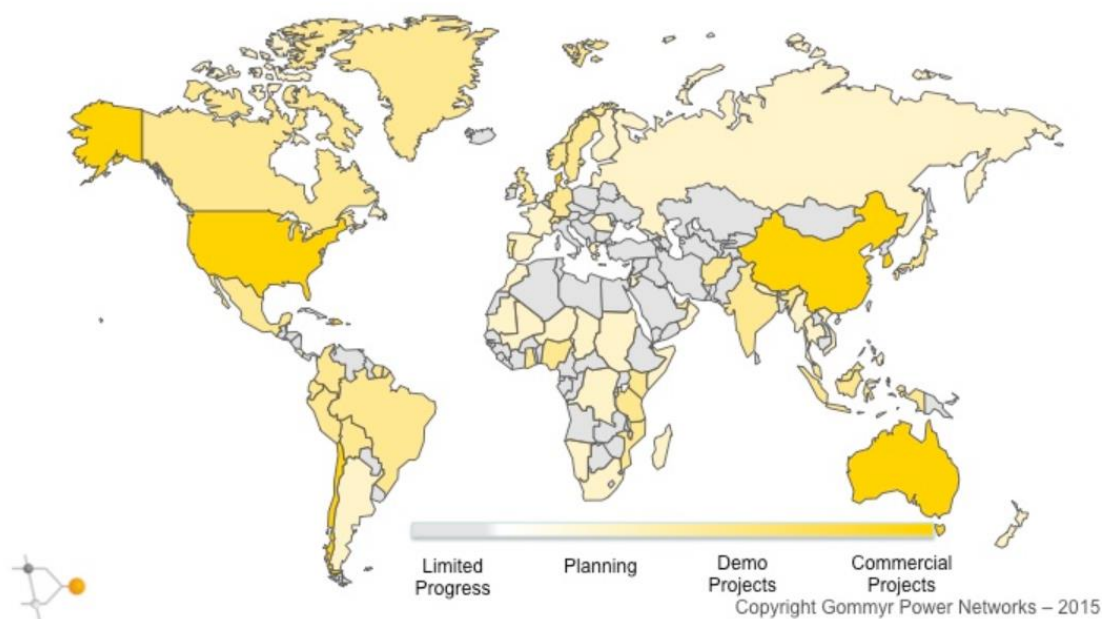 Limited
Progress
Planning
Demo
Projects
Commercial
Projects
Copyright Gommyr Power Networks – 2015